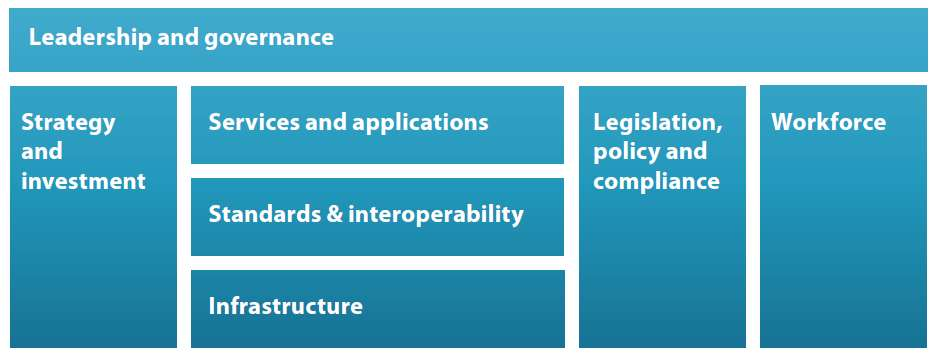 Leadership and governance
Strategy
and
investment
Services and applications
Standards & interoperability
Infrastructure
Legislation,
policy and
compliance
Workforce